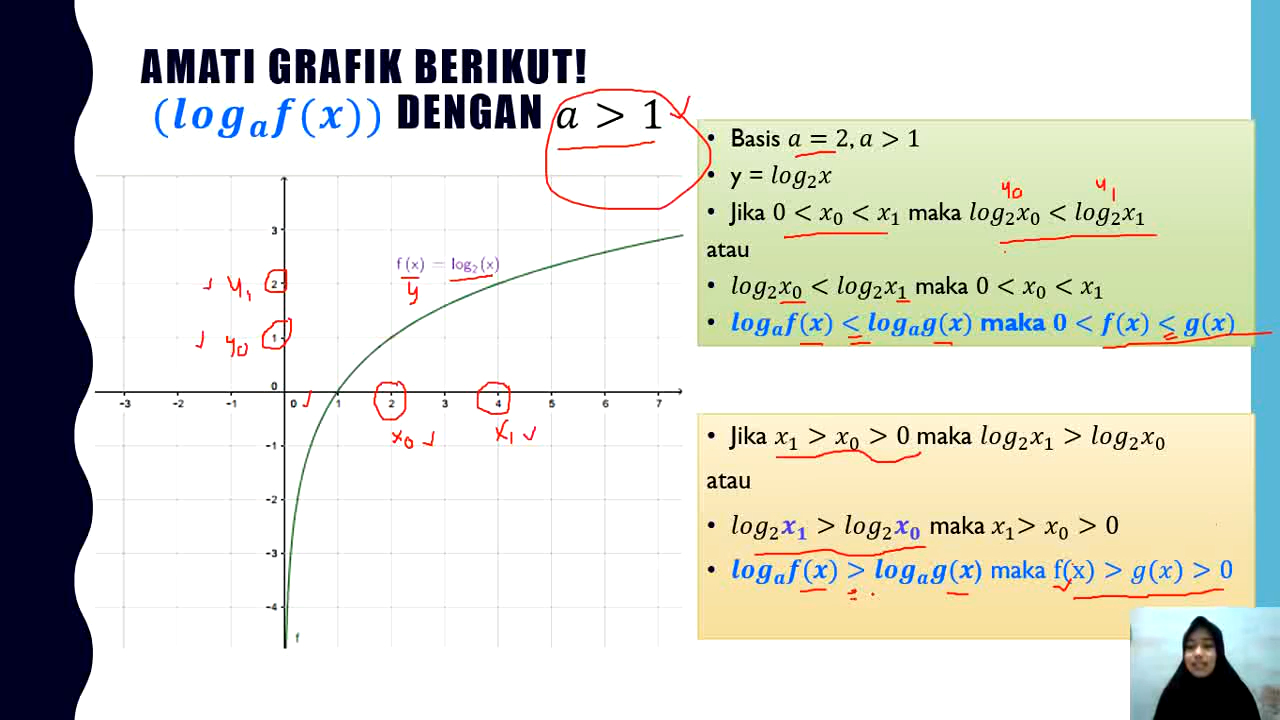 AMATI GRAFIK BERIKUT!
(log_a f(x)) DENGAN a > 1
3
2
1
0
-1
-2
-3
-4
-3 -2 -1 0 1 2 3 4 5 6 7
f(x) = log₂(x)
y
y₁
y₀
x₀ x₁
f
• Basis a = 2, a > 1
• y = log₂x
y₀ y₁
• Jika 0 < x₀ < x₁ maka log₂x₀ < log₂x₁
atau
• log₂x₀ < log₂x₁ maka 0 < x₀ < x₁
• log_a f(x) < log_a g(x) maka 0 < f(x) < g(x)
• Jika x₁ > x₀ > 0 maka log₂x₁ > log₂x₀
atau
• log₂x₁ > log₂x₀ maka x₁> x₀ > 0
• log_a f(x) > log_a g(x) maka f(x) > g(x) > 0